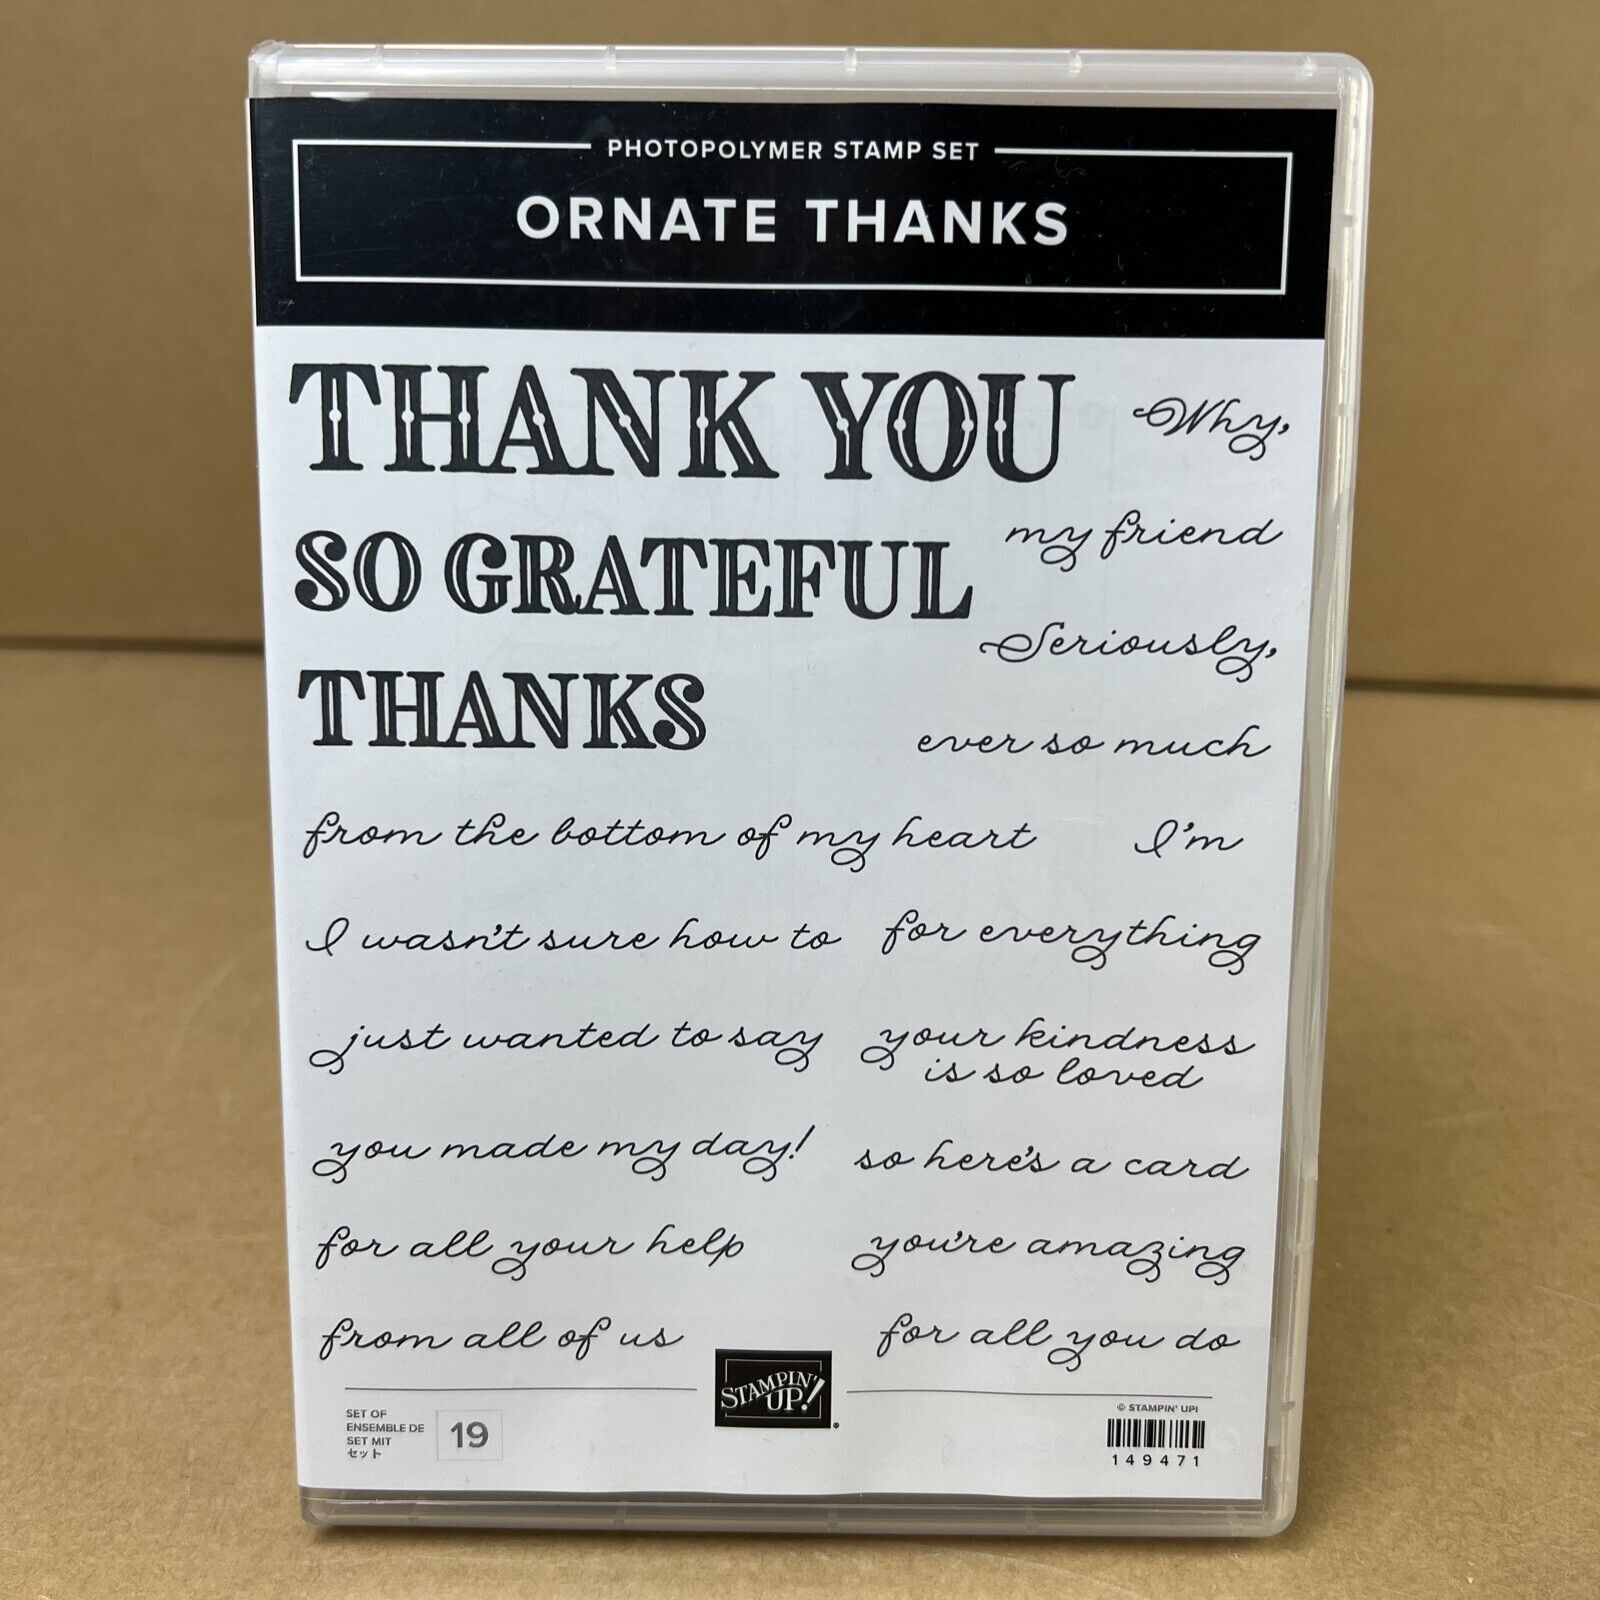 PHOTOPOLYMER STAMP SET
ORNATE THANKS
THANK YOU
Why,
my friend
SO GRATEFUL
Seriously,
THANKS
ever so much
from the bottom of my heart
I'm
I wasn't sure how to
for everything
just wanted to say
your kindness
is so loved
you made my day!
so here's a card
for all your help
you're amazing
from all of us
for all you do
SET OF
ENSEMBLE DE
SET MIT
セット
19
STAMPIN'
UP!
®
© STAMPIN' UP!
149471